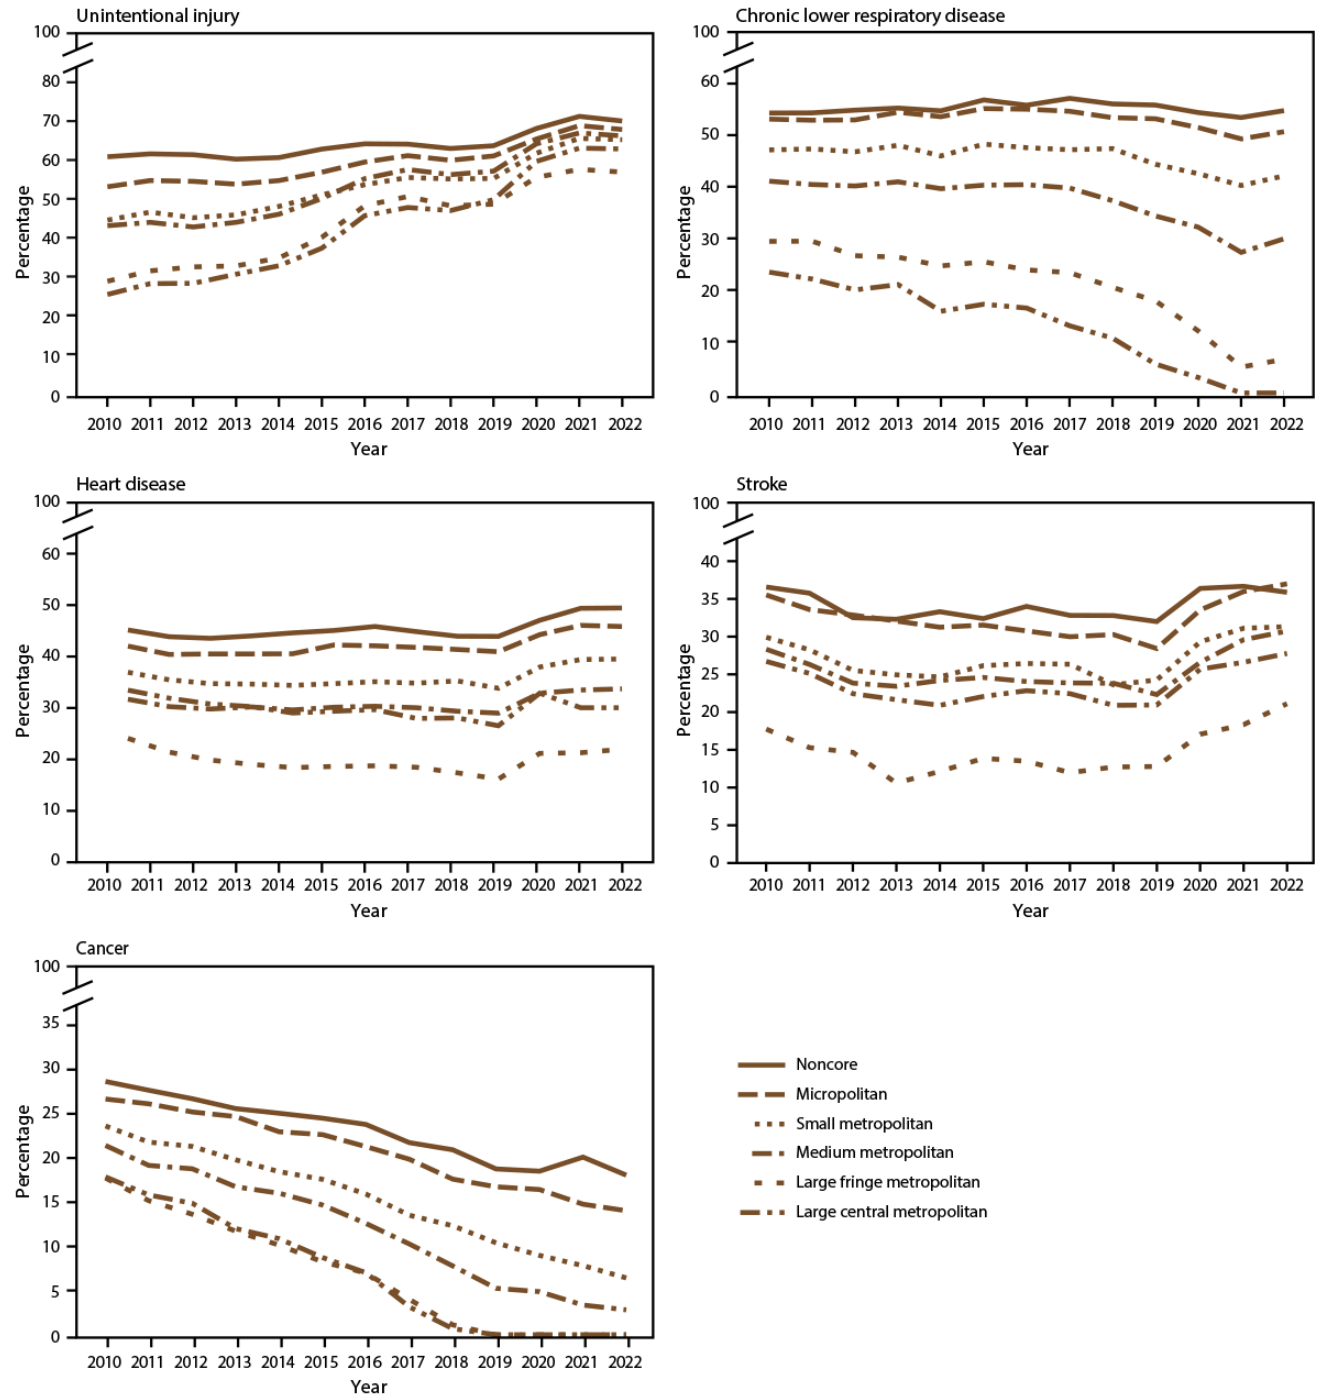 Unintentional injury
100
80
70
60
50
40
30
20
10
0
Percentage
2010 2011 2012 2013 2014 2015 2016 2017 2018 2019 2020 2021 2022
Year
Chronic lower respiratory disease
100
60
50
40
30
20
10
0
Percentage
2010 2011 2012 2013 2014 2015 2016 2017 2018 2019 2020 2021 2022
Year
Heart disease
100
60
50
40
30
20
10
0
Percentage
2010 2011 2012 2013 2014 2015 2016 2017 2018 2019 2020 2021 2022
Year
Stroke
100
40
35
30
25
20
15
10
5
0
Percentage
2010 2011 2012 2013 2014 2015 2016 2017 2018 2019 2020 2021 2022
Year
Cancer
100
35
30
25
20
15
10
5
0
Percentage
2010 2011 2012 2013 2014 2015 2016 2017 2018 2019 2020 2021 2022
Year
Noncore
Micropolitan
Small metropolitan
Medium metropolitan
Large fringe metropolitan
Large central metropolitan